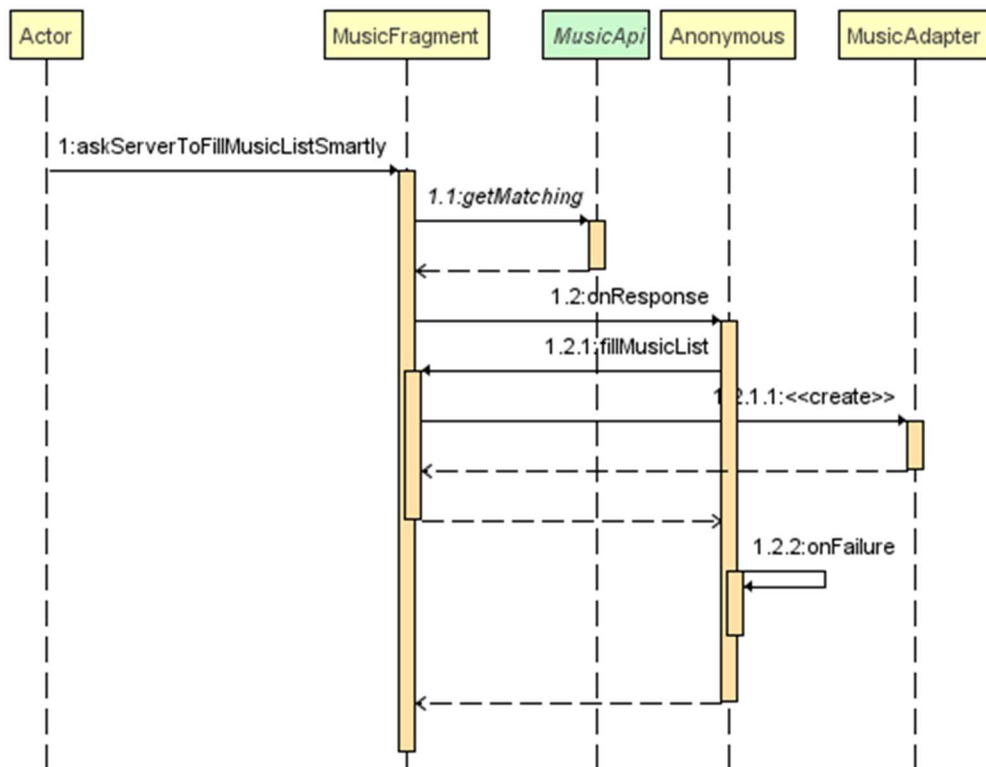 Actor
MusicFragment
MusicApi
Anonymous
MusicAdapter
1:askServerToFillMusicListSmartly
1.1:getMatching
1.2:onResponse
1.2.1:fillMusicList
1.2.1.1:<<create>>
1.2.2:onFailure